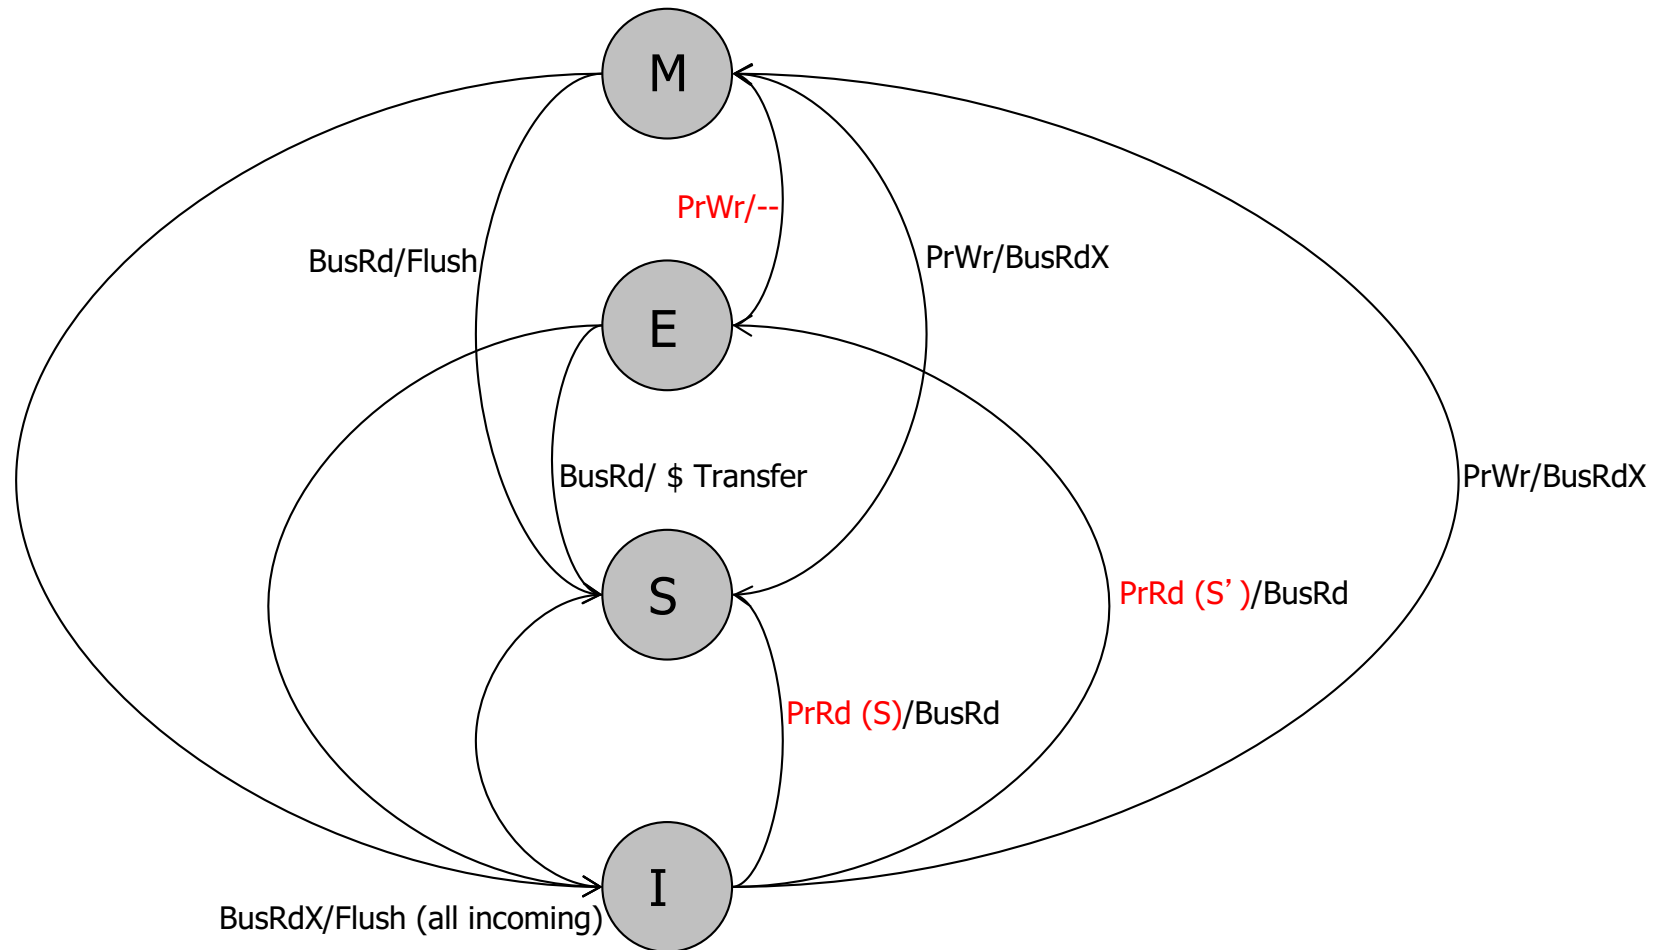 M
PrWr/--
BusRd/Flush
PrWr/BusRdX
E
BusRd/ $ Transfer
PrWr/BusRdX
S
PrRd (S’ )/BusRd
PrRd (S)/BusRd
I
BusRdX/Flush (all incoming)